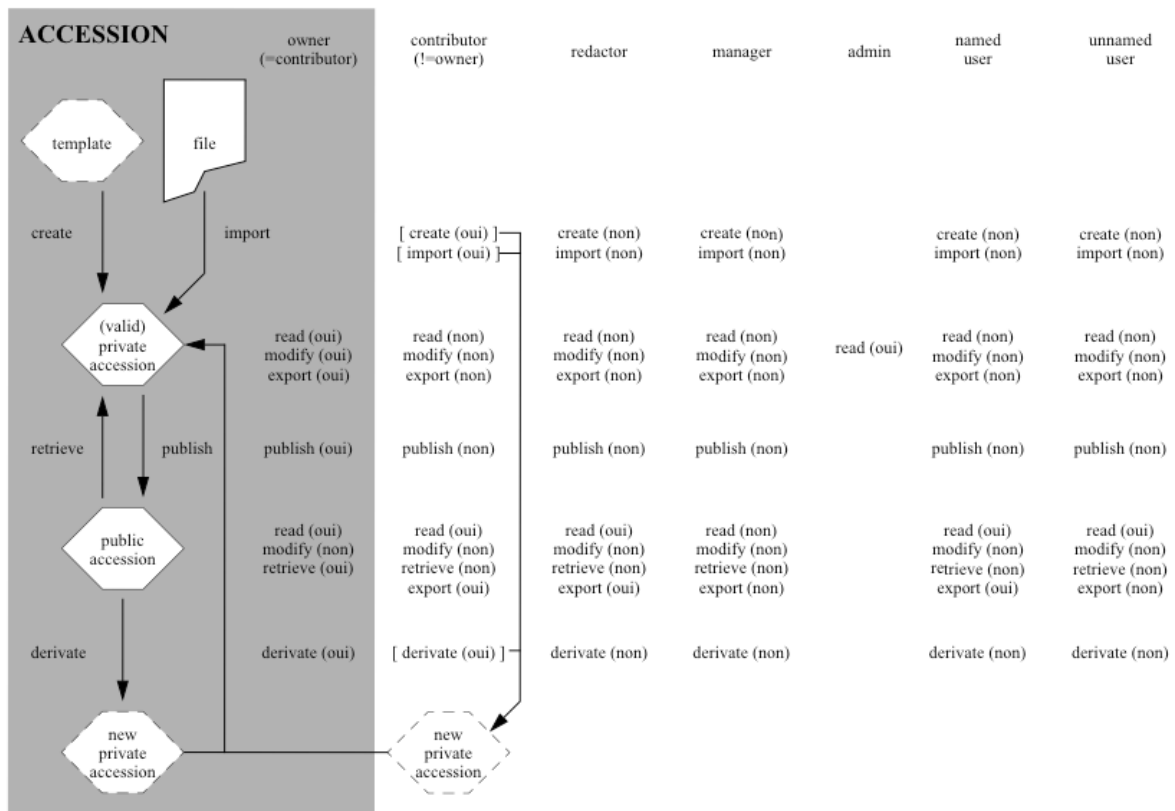 ACCESSION
owner
(=contributor)
contributor
(!=owner)
redactor
manager
admin
named
user
unnamed
user
template
file
create
import
[ create (oui) ]
[ import (oui) ]
create (non)
import (non)
create (non)
import (non)
create (non)
import (non)
create (non)
import (non)
(valid)
private
accession
read (oui)
modify (oui)
export (oui)
read (non)
modify (non)
export (non)
read (non)
modify (non)
export (non)
read (non)
modify (non)
export (non)
read (oui)
read (non)
modify (non)
export (non)
read (non)
modify (non)
export (non)
retrieve
publish
publish (oui)
publish (non)
publish (non)
publish (non)
publish (non)
publish (non)
public
accession
read (oui)
modify (non)
retrieve (oui)
read (oui)
modify (non)
retrieve (non)
export (oui)
read (oui)
modify (non)
retrieve (non)
export (oui)
read (non)
modify (non)
retrieve (non)
export (non)
read (oui)
modify (non)
retrieve (non)
export (oui)
read (oui)
modify (non)
retrieve (non)
export (non)
derivate
derivate (oui)
[ derivate (oui) ]
derivate (non)
derivate (non)
derivate (non)
derivate (non)
new
private
accession
new
private
accession